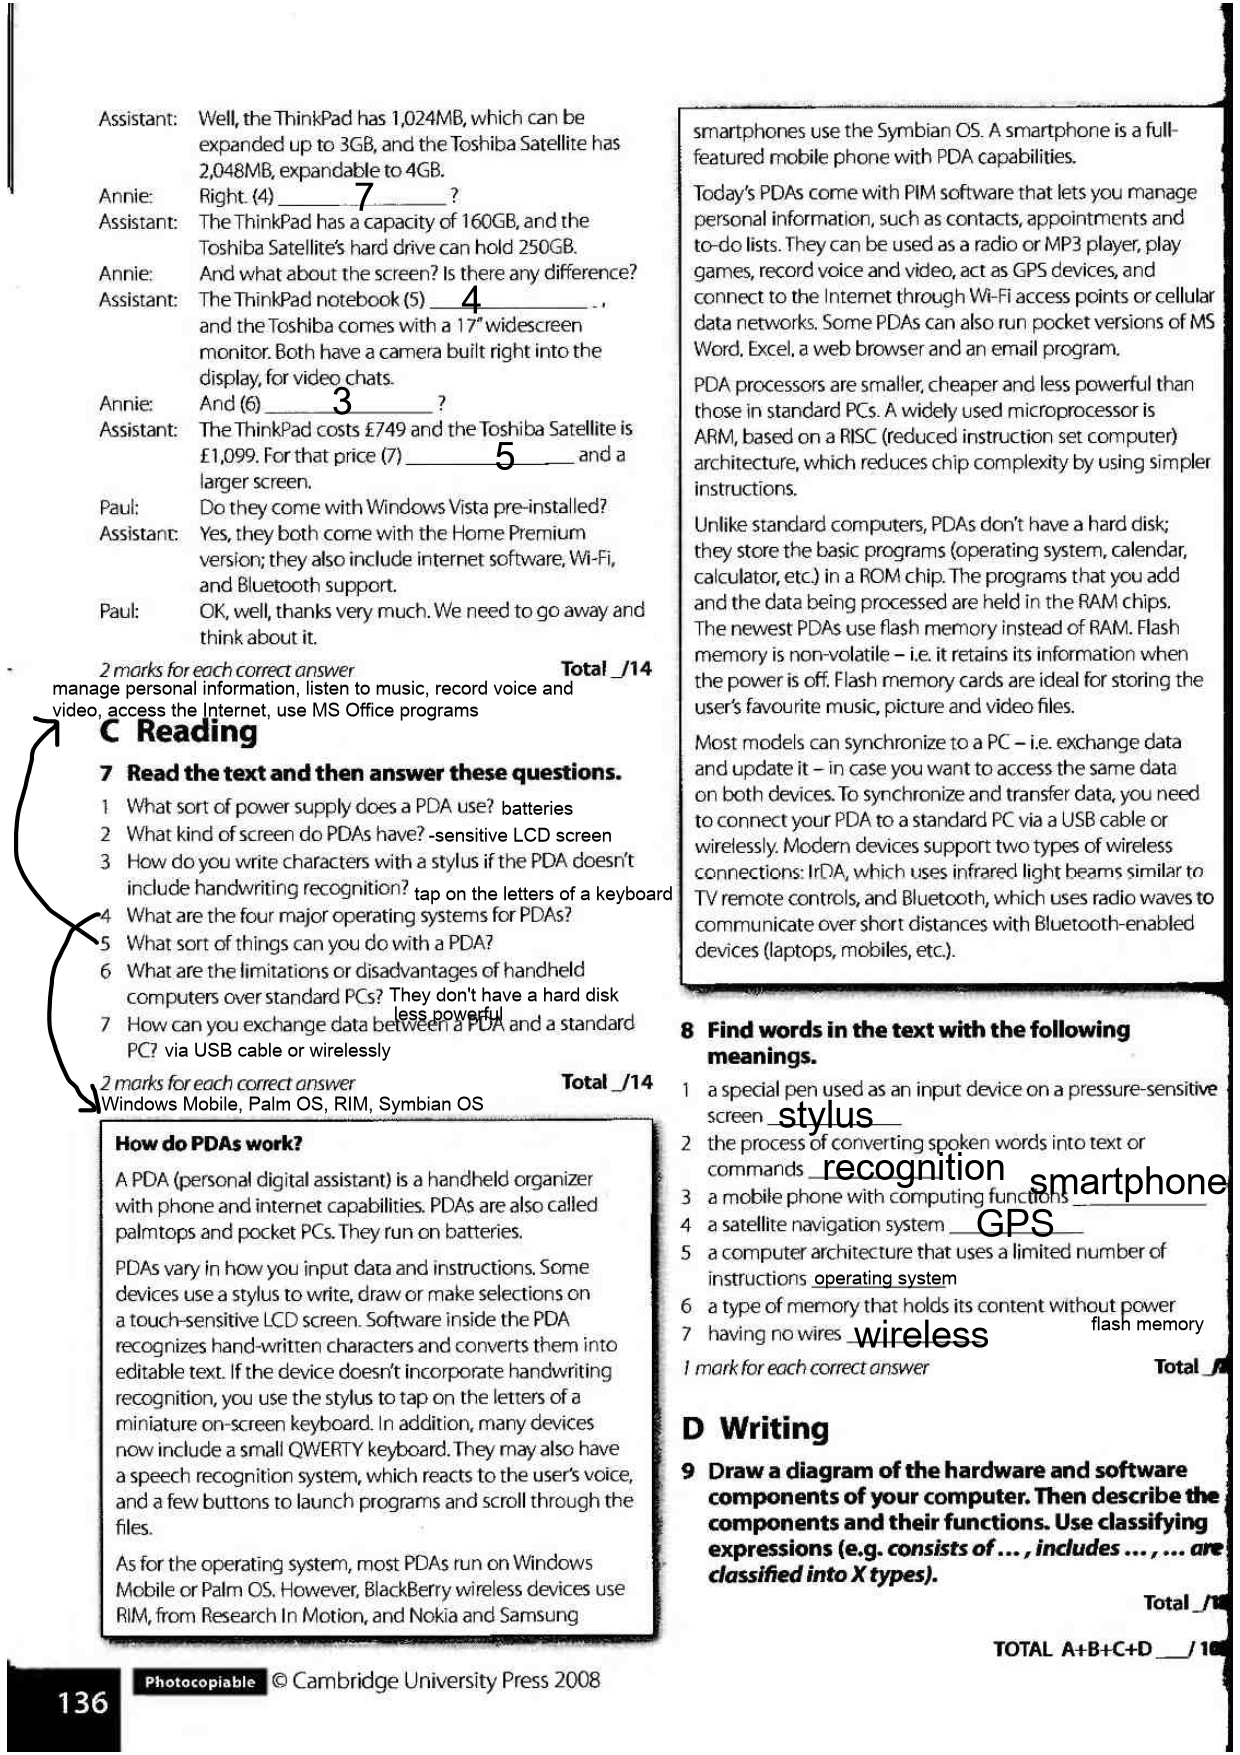 Assistant: Well, the ThinkPad has 1,024MB, which can be
expanded up to 3GB, and the Toshiba Satellite has
2,048MB, expandable to 4GB.
Annie: Right. (4) 7 ?
Assistant: The ThinkPad has a capacity of 160GB, and the
Toshiba Satellite's hard drive can hold 250GB.
Annie: And what about the screen? Is there any difference?
Assistant: The ThinkPad notebook (5) 4 ,
and the Toshiba comes with a 17" widescreen
monitor. Both have a camera built right into the
display, for video chats.
Annie: And (6) 3 ?
Assistant: The ThinkPad costs £749 and the Toshiba Satellite is
£1,099. For that price (7) 5 and a
larger screen.
Paul: Do they come with Windows Vista pre-installed?
Assistant: Yes, they both come with the Home Premium
version; they also include internet software, Wi-Fi,
and Bluetooth support.
Paul: OK, well, thanks very much. We need to go away and
think about it.
2 marks for each correct answer Total _/14
manage personal information, listen to music, record voice and
video, access the Internet, use MS Office programs
C Reading
7 Read the text and then answer these questions.
1 What sort of power supply does a PDA use? batteries
2 What kind of screen do PDAs have? -sensitive LCD screen
3 How do you write characters with a stylus if the PDA doesn't
include handwriting recognition? tap on the letters of a keyboard
4 What are the four major operating systems for PDAs?
5 What sort of things can you do with a PDA?
6 What are the limitations or disadvantages of handheld
computers over standard PCs? They don't have a hard disk
less powerful
7 How can you exchange data between a PDA and a standard
PC? via USB cable or wirelessly
2 marks for each correct answer Total _/14
Windows Mobile, Palm OS, RIM, Symbian OS
How do PDAs work?
A PDA (personal digital assistant) is a handheld organizer
with phone and internet capabilities. PDAs are also called
palmtops and pocket PCs. They run on batteries.
PDAs vary in how you input data and instructions. Some
devices use a stylus to write, draw or make selections on
a touch-sensitive LCD screen. Software inside the PDA
recognizes hand-written characters and converts them into
editable text. If the device doesn't incorporate handwriting
recognition, you use the stylus to tap on the letters of a
miniature on-screen keyboard. In addition, many devices
now include a small QWERTY keyboard. They may also have
a speech recognition system, which reacts to the user's voice,
and a few buttons to launch programs and scroll through the
files.
As for the operating system, most PDAs run on Windows
Mobile or Palm OS. However, BlackBerry wireless devices use
RIM, from Research In Motion, and Nokia and Samsung
smartphones use the Symbian OS. A smartphone is a full-
featured mobile phone with PDA capabilities.
Today's PDAs come with PIM software that lets you manage
personal information, such as contacts, appointments and
to-do lists. They can be used as a radio or MP3 player, play
games, record voice and video, act as GPS devices, and
connect to the Internet through Wi-Fi access points or cellular
data networks. Some PDAs can also run pocket versions of MS
Word, Excel, a web browser and an email program.
PDA processors are smaller, cheaper and less powerful than
those in standard PCs. A widely used microprocessor is
ARM, based on a RISC (reduced instruction set computer)
architecture, which reduces chip complexity by using simpler
instructions.
Unlike standard computers, PDAs don't have a hard disk;
they store the basic programs (operating system, calendar,
calculator, etc.) in a ROM chip. The programs that you add
and the data being processed are held in the RAM chips.
The newest PDAs use flash memory instead of RAM. Flash
memory is non-volatile – i.e. it retains its information when
the power is off. Flash memory cards are ideal for storing the
user's favourite music, picture and video files.
Most models can synchronize to a PC – i.e. exchange data
and update it – in case you want to access the same data
on both devices. To synchronize and transfer data, you need
to connect your PDA to a standard PC via a USB cable or
wirelessly. Modern devices support two types of wireless
connections: IrDA, which uses infrared light beams similar to
TV remote controls, and Bluetooth, which uses radio waves to
communicate over short distances with Bluetooth-enabled
devices (laptops, mobiles, etc.).
8 Find words in the text with the following
meanings.
1 a special pen used as an input device on a pressure-sensitive
screen stylus
2 the process of converting spoken words into text or
commands recognition
3 a mobile phone with computing functions smartphone
4 a satellite navigation system GPS
5 a computer architecture that uses a limited number of
instructions operating system
6 a type of memory that holds its content without power
flash memory
7 having no wires wireless
1 mark for each correct answer Total
D Writing
9 Draw a diagram of the hardware and software
components of your computer. Then describe the
components and their functions. Use classifying
expressions (e.g. consists of ... , includes ... , ... are
classified into X types).
Total
TOTAL A+B+C+D
136 Photocopiable © Cambridge University Press 2008